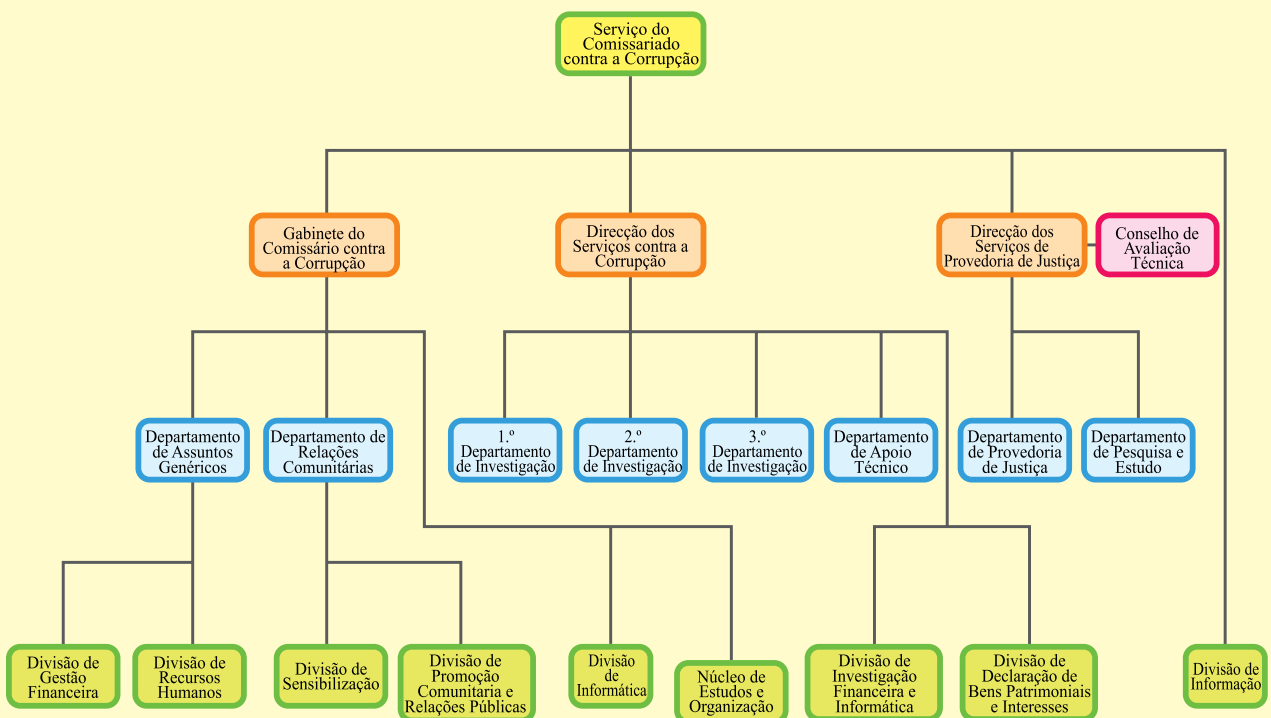 Serviço do
Comissariado
contra a Corrupção
Gabinete do
Comissário contra
a Corrupção
Direcção dos
Serviços contra a
Corrupção
Direcção dos
Serviços de
Provedoria de Justiça
Conselho de
Avaliação
Técnica
Departamento
de Assuntos
Genéricos
Departamento de
Relações
Comunitárias
1.º
Departamento
de Investigação
2.º
Departamento
de Investigação
3.º
Departamento
de Investigação
Departamento
de Apoio
Técnico
Departamento
de Provedoria
de Justiça
Departamento
de Pesquisa e
Estudo
Divisão de
Gestão
Financeira
Divisão de
Recursos
Humanos
Divisão de
Sensibilização
Divisão de
Promoção
Comunitária e
Relações Públicas
Divisão
de
Informática
Núcleo de
Estudos e
Organização
Divisão de
Investigação
Financeira e
Informática
Divisão de
Declaração de
Bens Patrimoniais
e Interesses
Divisão de
Informação